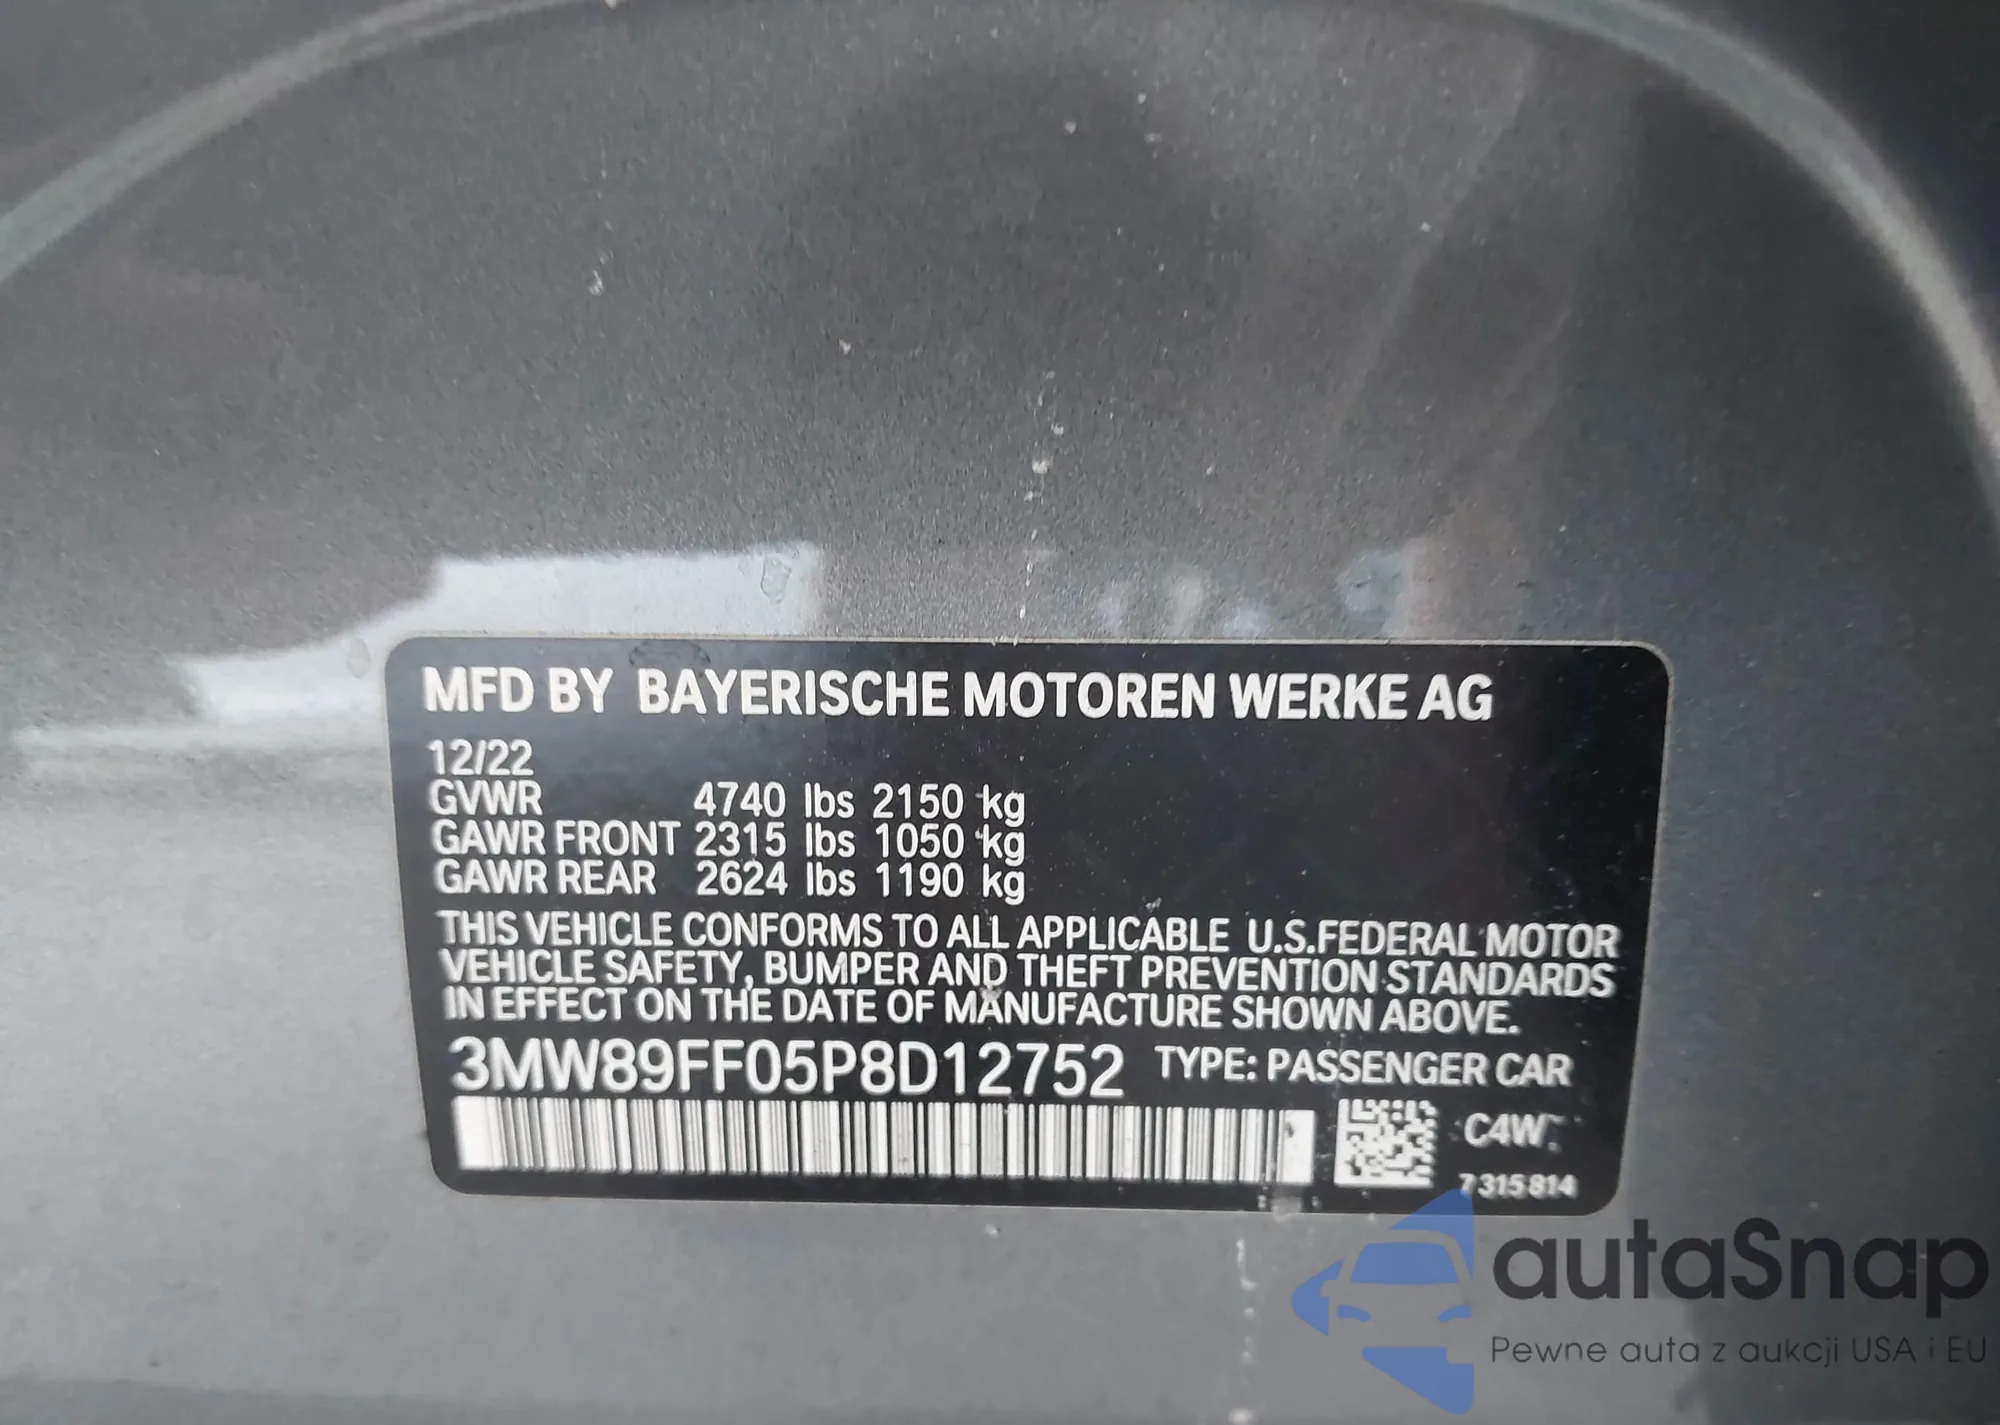 MFD BY BAYERISCHE MOTOREN WERKE AG
12/22
GVWR 4740 lbs 2150 kg
GAWR FRONT 2315 lbs 1050 kg
GAWR REAR 2624 lbs 1190 kg
THIS VEHICLE CONFORMS TO ALL APPLICABLE U.S.FEDERAL MOTOR
VEHICLE SAFETY, BUMPER AND THEFT PREVENTION STANDARDS
IN EFFECT ON THE DATE OF MANUFACTURE SHOWN ABOVE.
3MW89FF05P8D12752 TYPE: PASSENGER CAR
C4W
7 315 814
autaSnap
Pewne auta z aukcji USA i EU